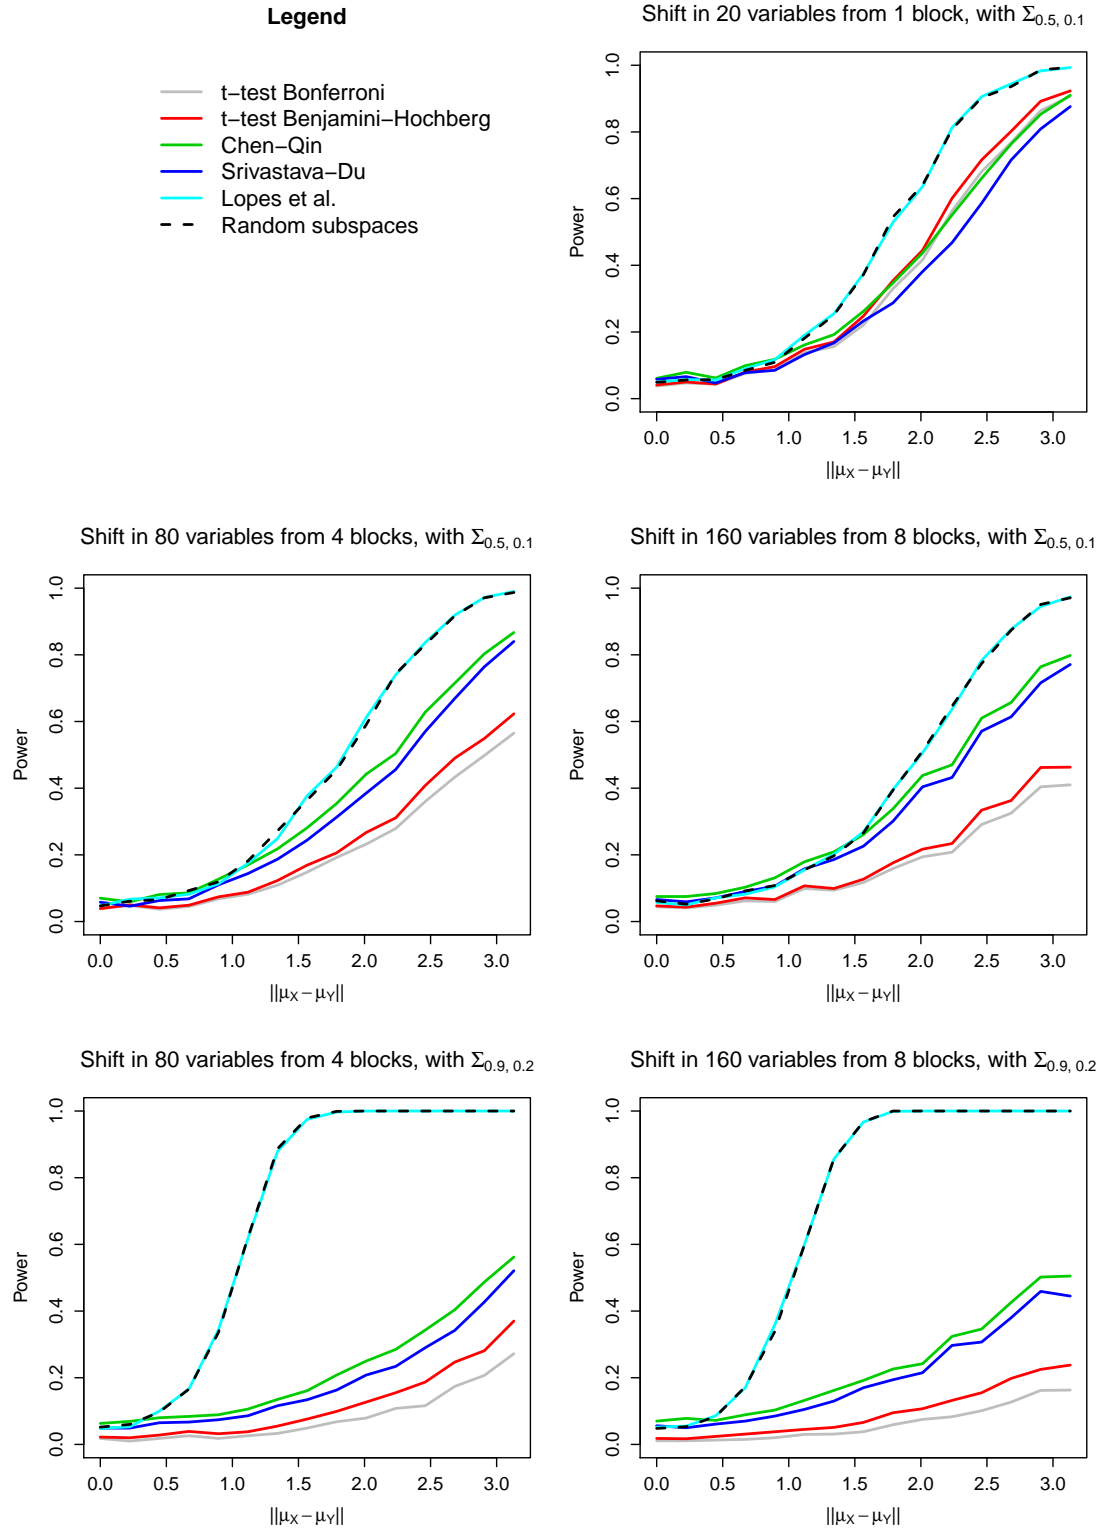 Legend
t−test Bonferroni
t−test Benjamini−Hochberg
Chen−Qin
Srivastava−Du
Lopes et al.
Random subspaces
Shift in 20 variables from 1 block, with Σ0.5, 0.1
Power
0.0 0.2 0.4 0.6 0.8 1.0
0.0 0.5 1.0 1.5 2.0 2.5 3.0
||μX − μY||
Shift in 80 variables from 4 blocks, with Σ0.5, 0.1
Power
0.0 0.2 0.4 0.6 0.8 1.0
0.0 0.5 1.0 1.5 2.0 2.5 3.0
||μX − μY||
Shift in 160 variables from 8 blocks, with Σ0.5, 0.1
Power
0.0 0.2 0.4 0.6 0.8 1.0
0.0 0.5 1.0 1.5 2.0 2.5 3.0
||μX − μY||
Shift in 80 variables from 4 blocks, with Σ0.9, 0.2
Power
0.0 0.2 0.4 0.6 0.8 1.0
0.0 0.5 1.0 1.5 2.0 2.5 3.0
||μX − μY||
Shift in 160 variables from 8 blocks, with Σ0.9, 0.2
Power
0.0 0.2 0.4 0.6 0.8 1.0
0.0 0.5 1.0 1.5 2.0 2.5 3.0
||μX − μY||